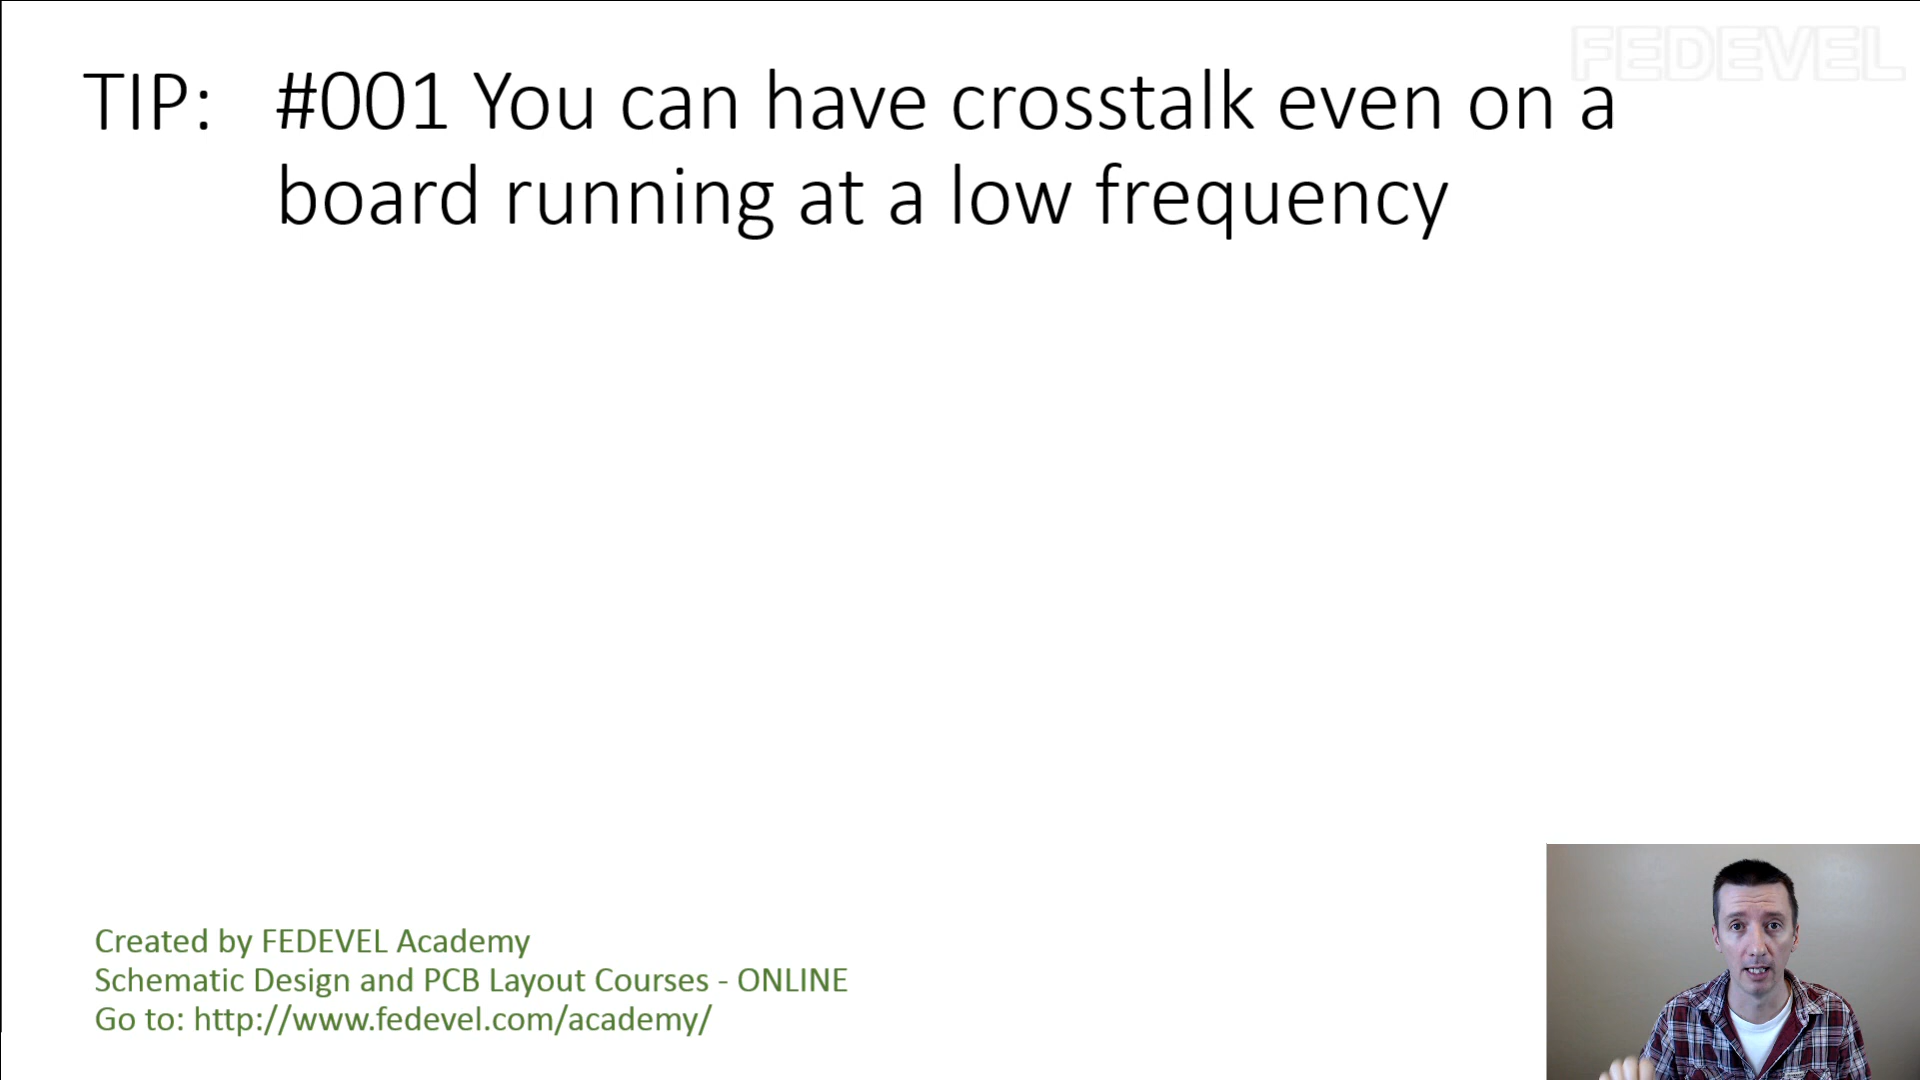 FEDEVEL
TIP: #001 You can have crosstalk even on a
board running at a low frequency
Created by FEDEVEL Academy
Schematic Design and PCB Layout Courses - ONLINE
Go to: http://www.fedevel.com/academy/